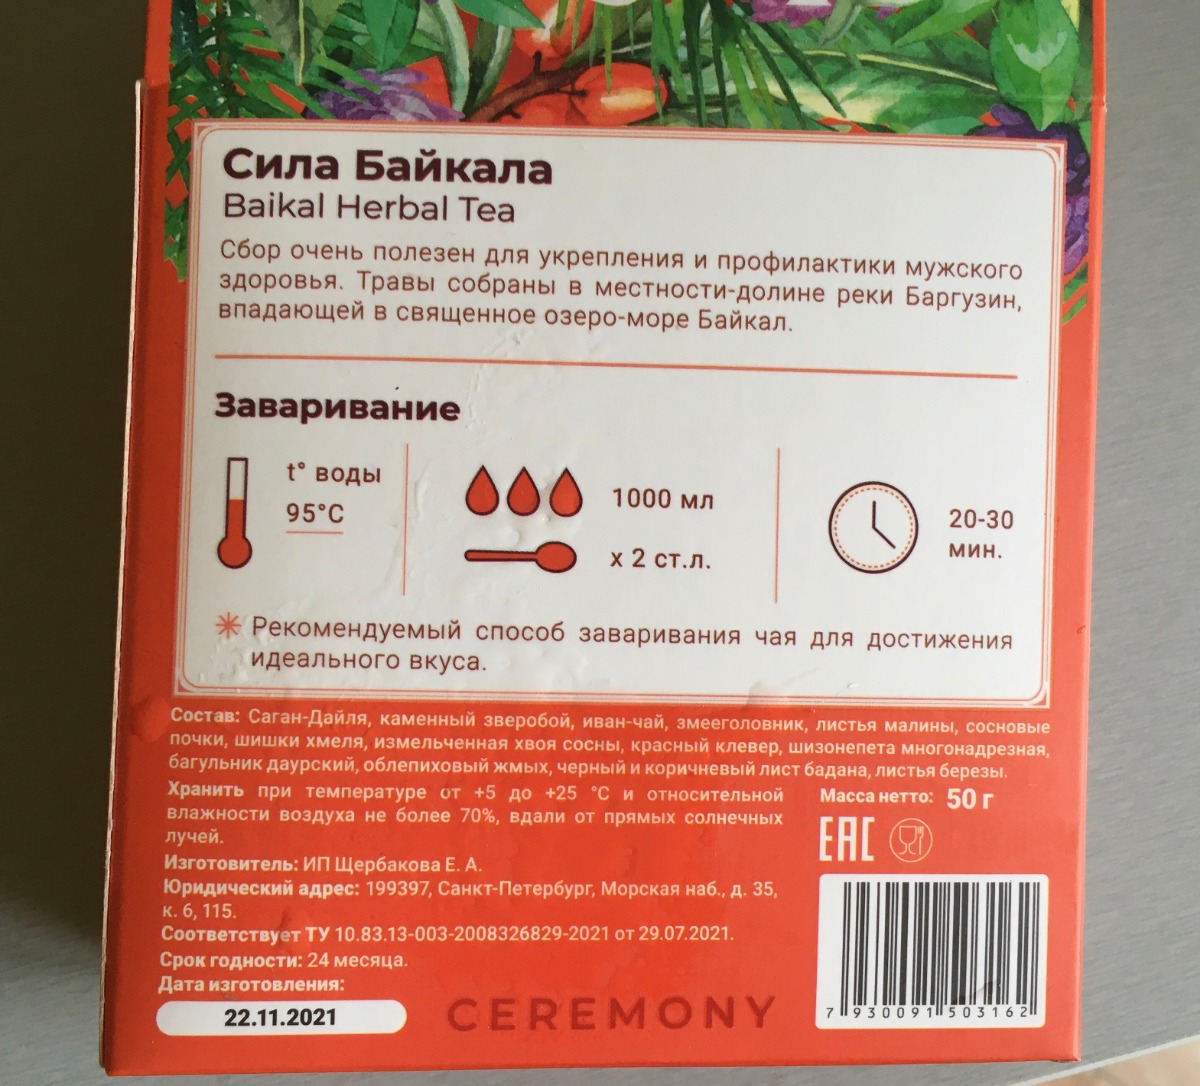 Сила Байкала
Baikal Herbal Tea
Сбор очень полезен для укрепления и профилактики мужского
здоровья. Травы собраны в местности-долине реки Баргузин,
впадающей в священное озеро-море Байкал.
Заваривание
t° воды
95°C
1000 мл
x 2 ст.л.
20-30
мин.
✳ Рекомендуемый способ заваривания чая для достижения
идеального вкуса.
Состав: Саган-Дайля, каменный зверобой, иван-чай, змееголовник, листья малины, сосновые
почки, шишки хмеля, измельченная хвоя сосны, красный клевер, шизонепета многонадрезная,
багульник даурский, облепиховый жмых, черный и коричневый лист бадана, листья березы.
Хранить при температуре от +5 до +25 °C и относительной
влажности воздуха не более 70%, вдали от прямых солнечных
лучей.
Масса нетто: 50 г
EAC
Изготовитель: ИП Щербакова Е. А.
Юридический адрес: 199397, Санкт-Петербург, Морская наб., д. 35,
к. 6, 115.
Соответствует ТУ 10.83.13-003-2008326829-2021 от 29.07.2021.
Срок годности: 24 месяца.
Дата изготовления:
22.11.2021
CEREMONY
7 930091 503162